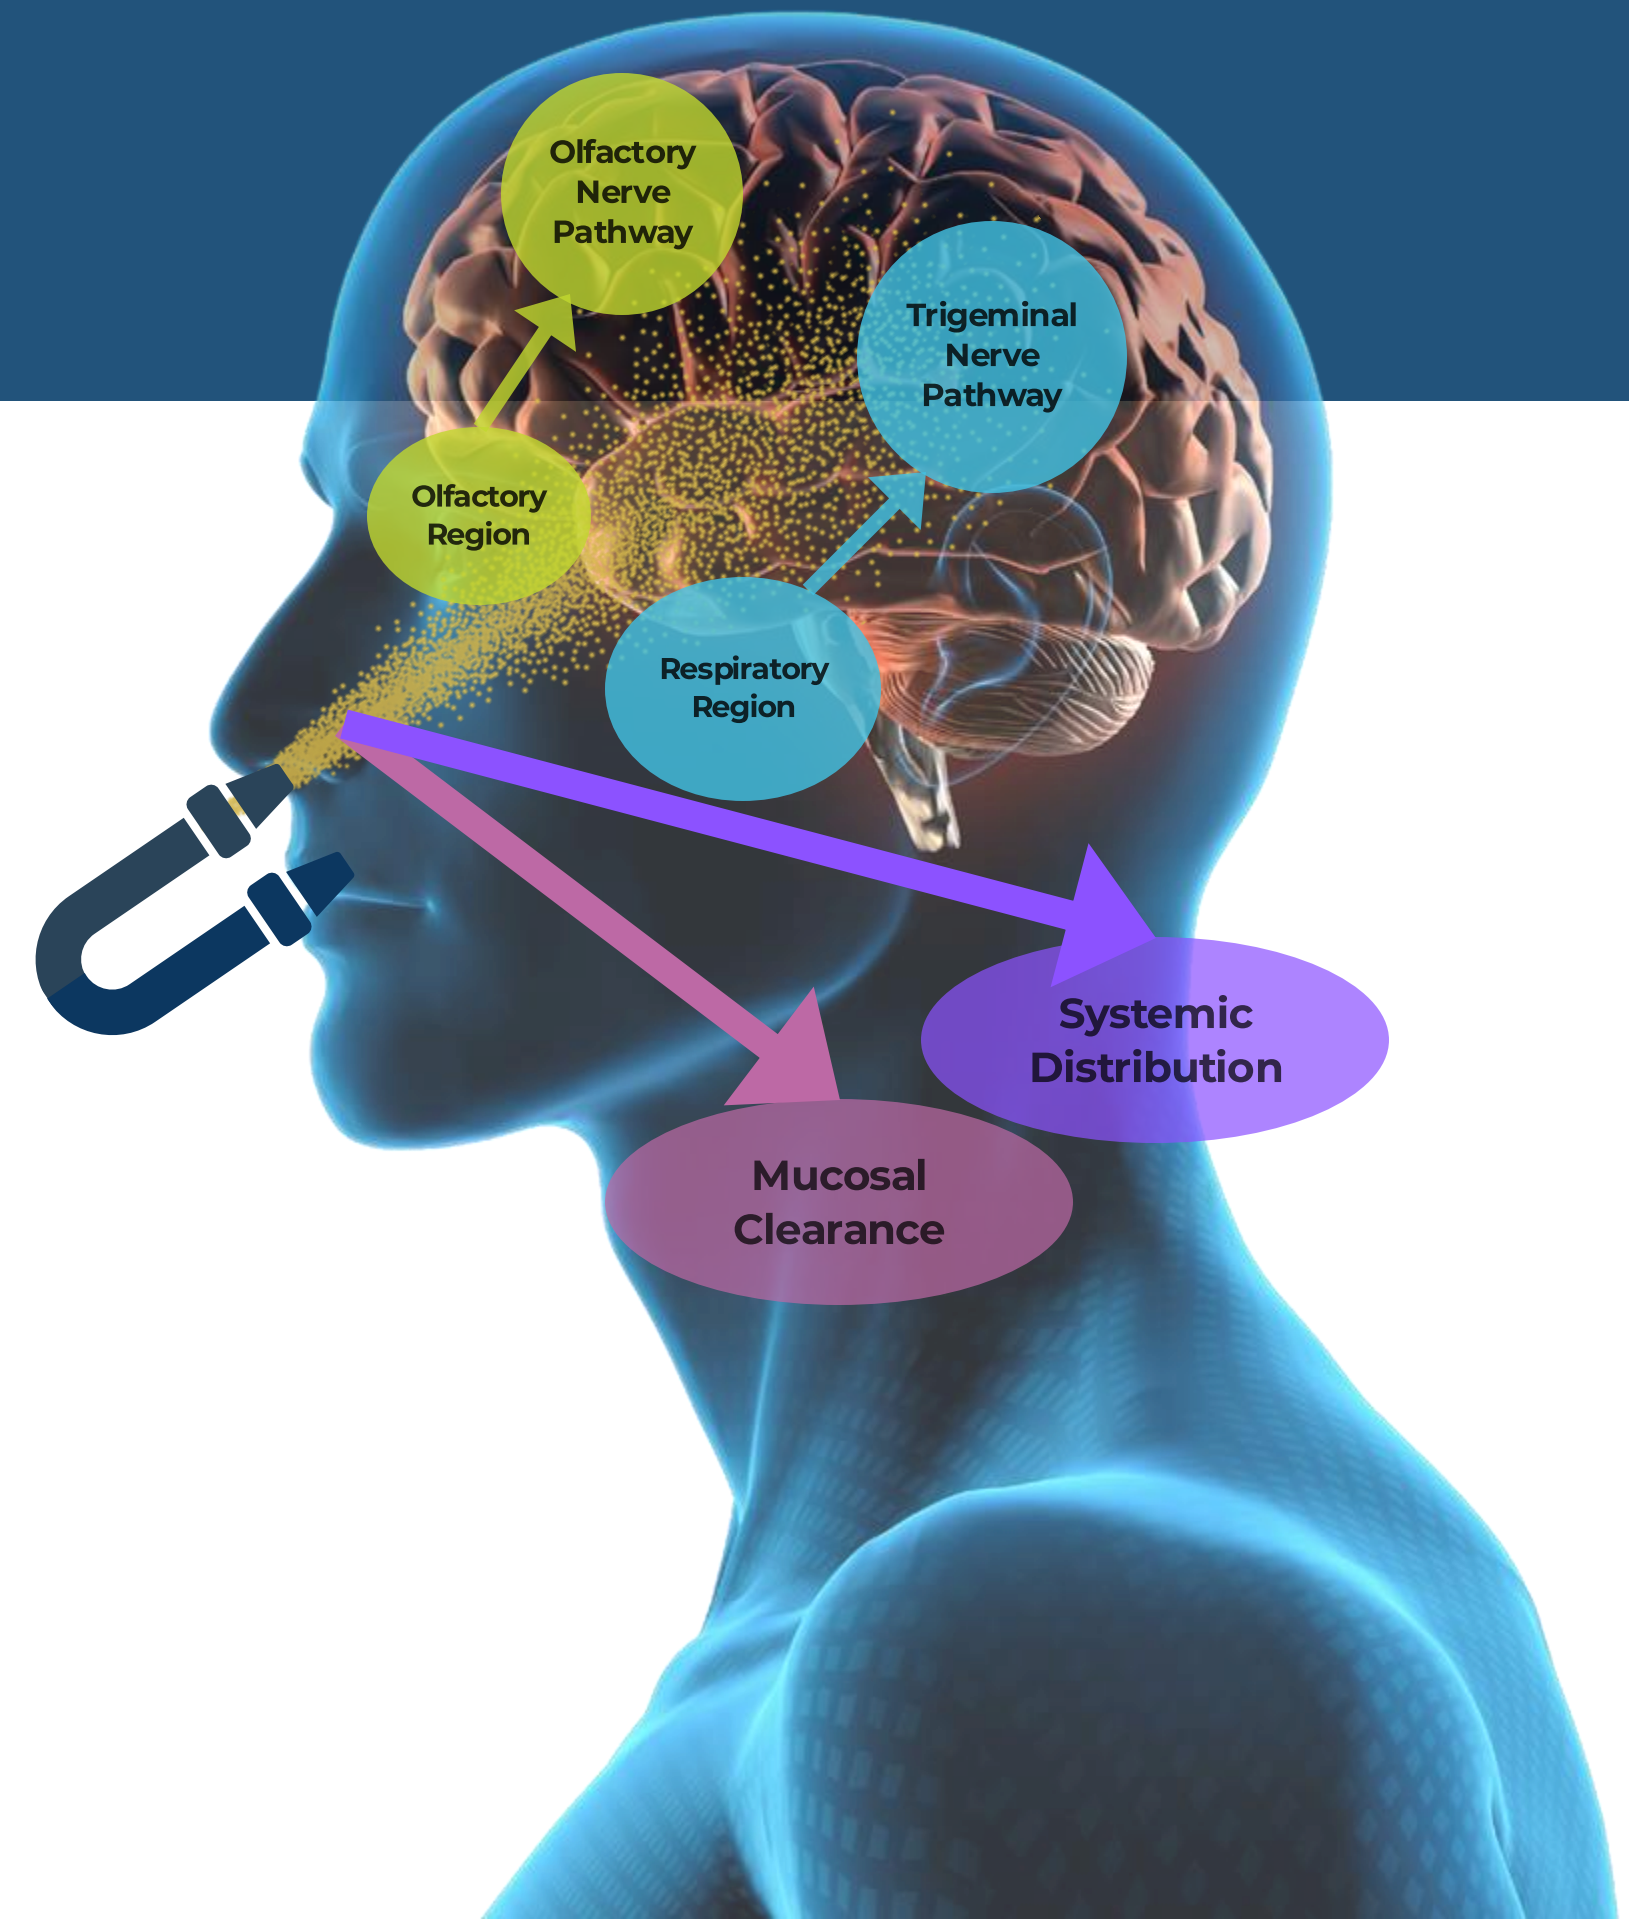 Olfactory
Nerve
Pathway
Trigeminal
Nerve
Pathway
Olfactory
Region
Respiratory
Region
Systemic
Distribution
Mucosal
Clearance